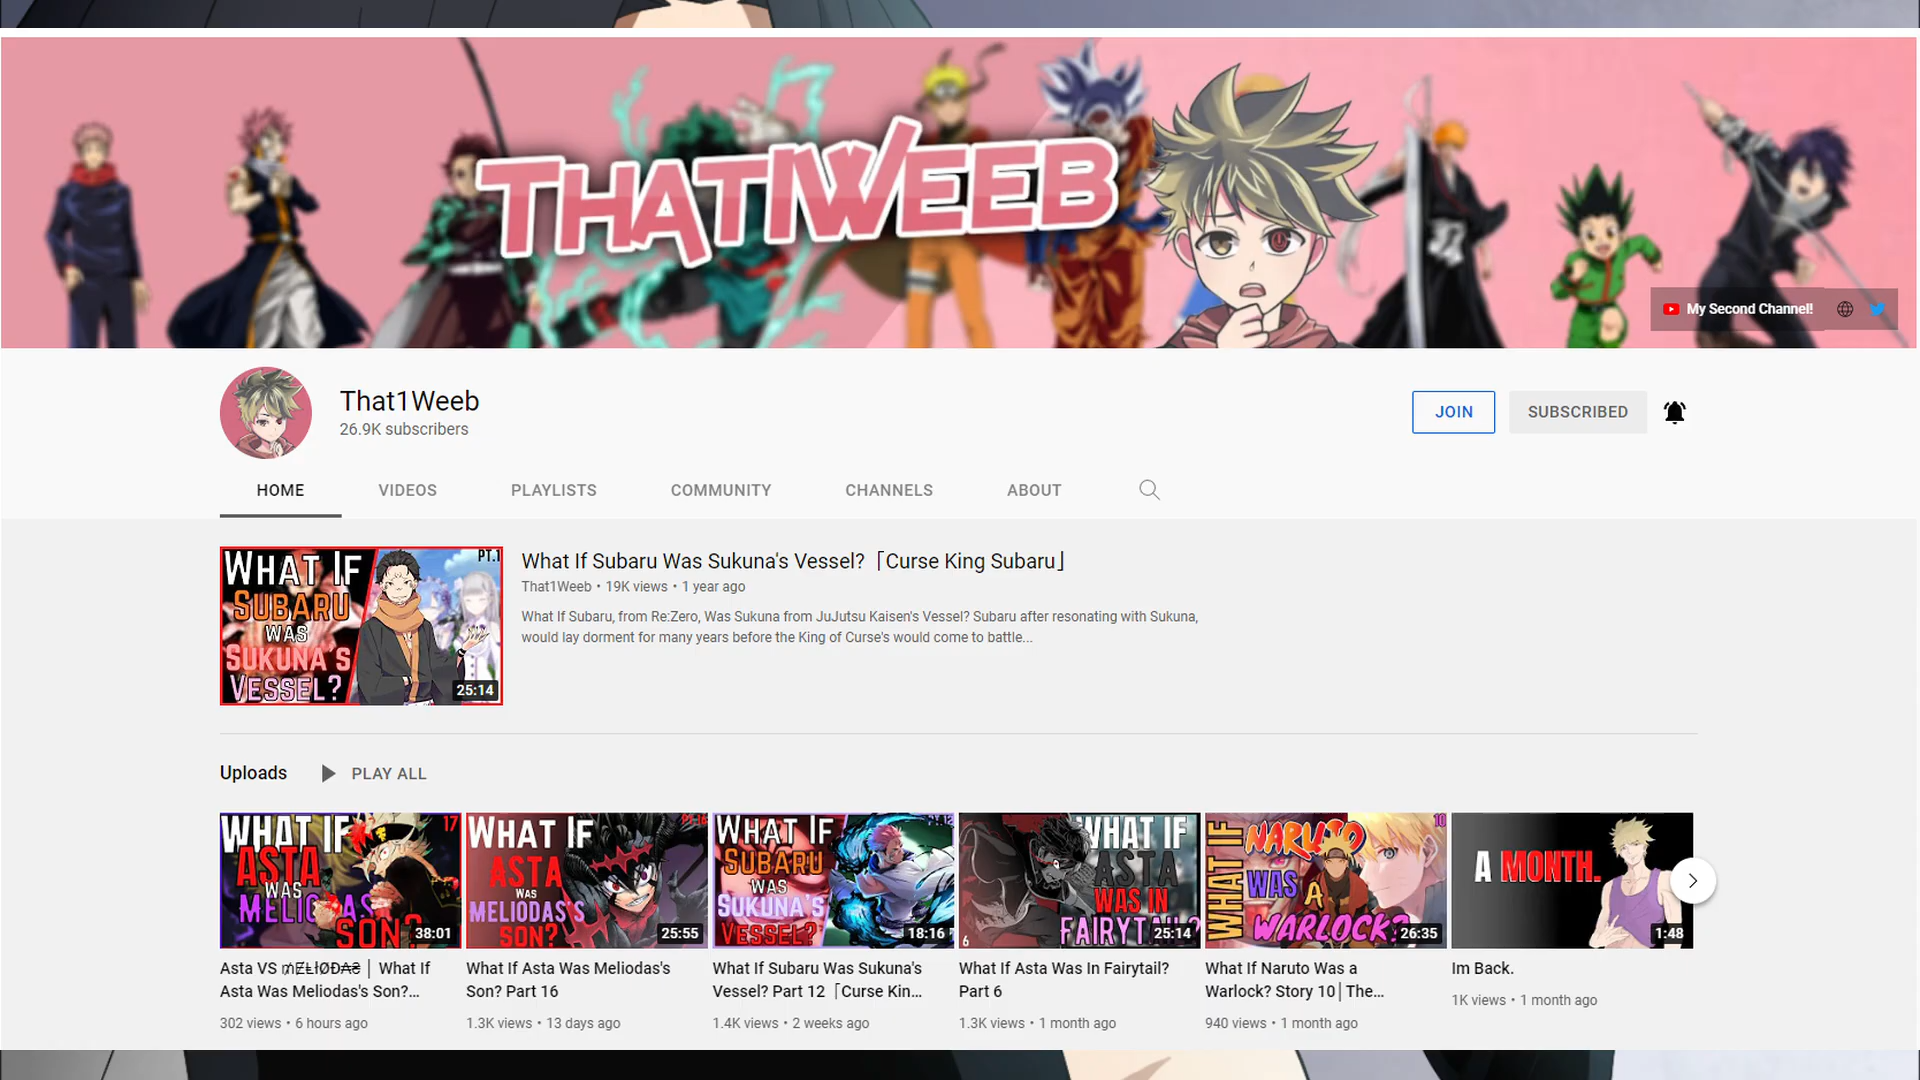 THAT1WEEB
My Second Channel!
That1Weeb
26.9K subscribers
JOIN
SUBSCRIBED
HOME
VIDEOS
PLAYLISTS
COMMUNITY
CHANNELS
ABOUT
WHAT IF
SUBARU
WAS
SUKUNA'S
VESSEL?
PT.1
25:14
What If Subaru Was Sukuna's Vessel?「Curse King Subaru」
That1Weeb • 19K views • 1 year ago
What If Subaru, from Re:Zero, Was Sukuna from JuJutsu Kaisen's Vessel? Subaru after resonating with Sukuna,
would lay dorment for many years before the King of Curse's would come to battle...
Uploads
PLAY ALL
WHAT IF
ASTA
WAS
MELIODAS
SON?
17
38:01
WHAT IF
ASTA
WAS
MELIODAS'S
SON?
PT.16
25:55
WHAT IF
SUBARU
WAS
SUKUNA'S
VESSEL?
PT.12
18:16
WHAT IF
ASTA
WAS IN
FAIRYTAIL?
6
25:14
WHAT IF
NARUTO
WAS
A
WARLOCK?
10
26:35
A MONTH.
1:48
Asta VS | What If
Asta Was Meliodas's Son?...
302 views • 6 hours ago
What If Asta Was Meliodas's
Son? Part 16
1.3K views • 13 days ago
What If Subaru Was Sukuna's
Vessel? Part 12「Curse Kin...
1.4K views • 2 weeks ago
What If Asta Was In Fairytail?
Part 6
1.3K views • 1 month ago
What If Naruto Was a
Warlock? Story 10 | The...
940 views • 1 month ago
Im Back.
1K views • 1 month ago